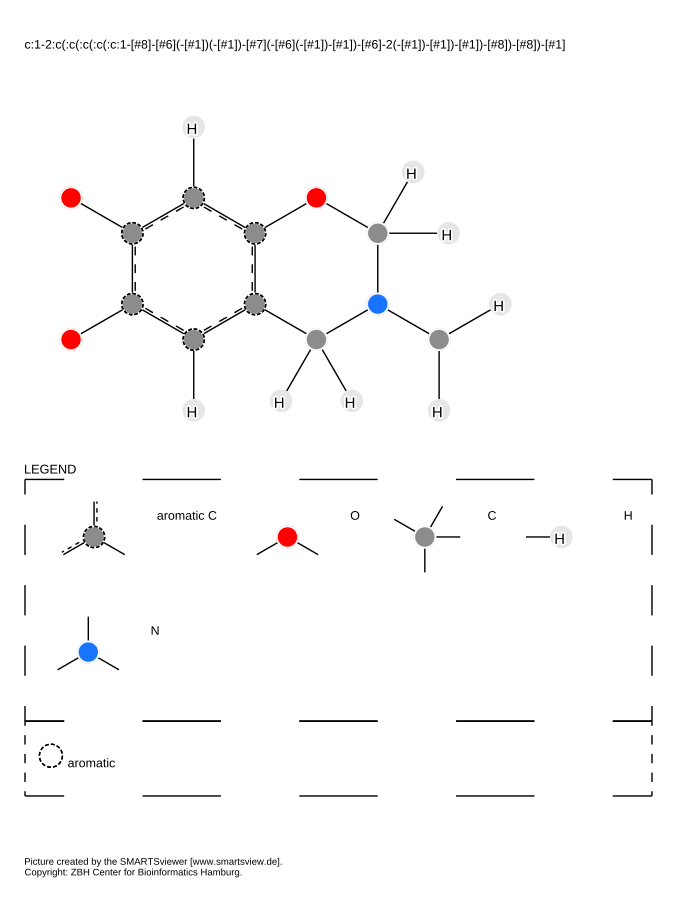 c:1-2:c(:c(:c(:c(:c:1-[#8]-[#6](-[#1])(-[#1])-[#7](-[#6](-[#1])-[#1])-[#6]-2(-[#1])-[#1])-[#1])-[#8])-[#8])-[#1]
H
H
H
H
H H
H H
LEGEND
aromatic C O C H H
N
aromatic
Picture created by the SMARTSviewer [www.smartsview.de].
Copyright: ZBH Center for Bioinformatics Hamburg.